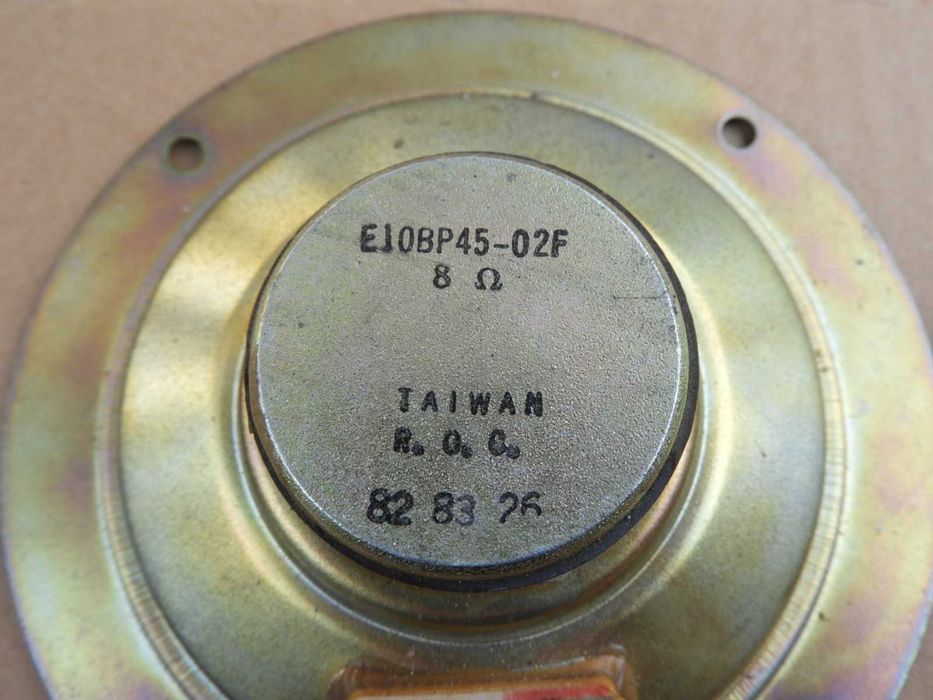 E10BP45-02F
8 Ω
TAIWAN
R. O. C.
82 83 26